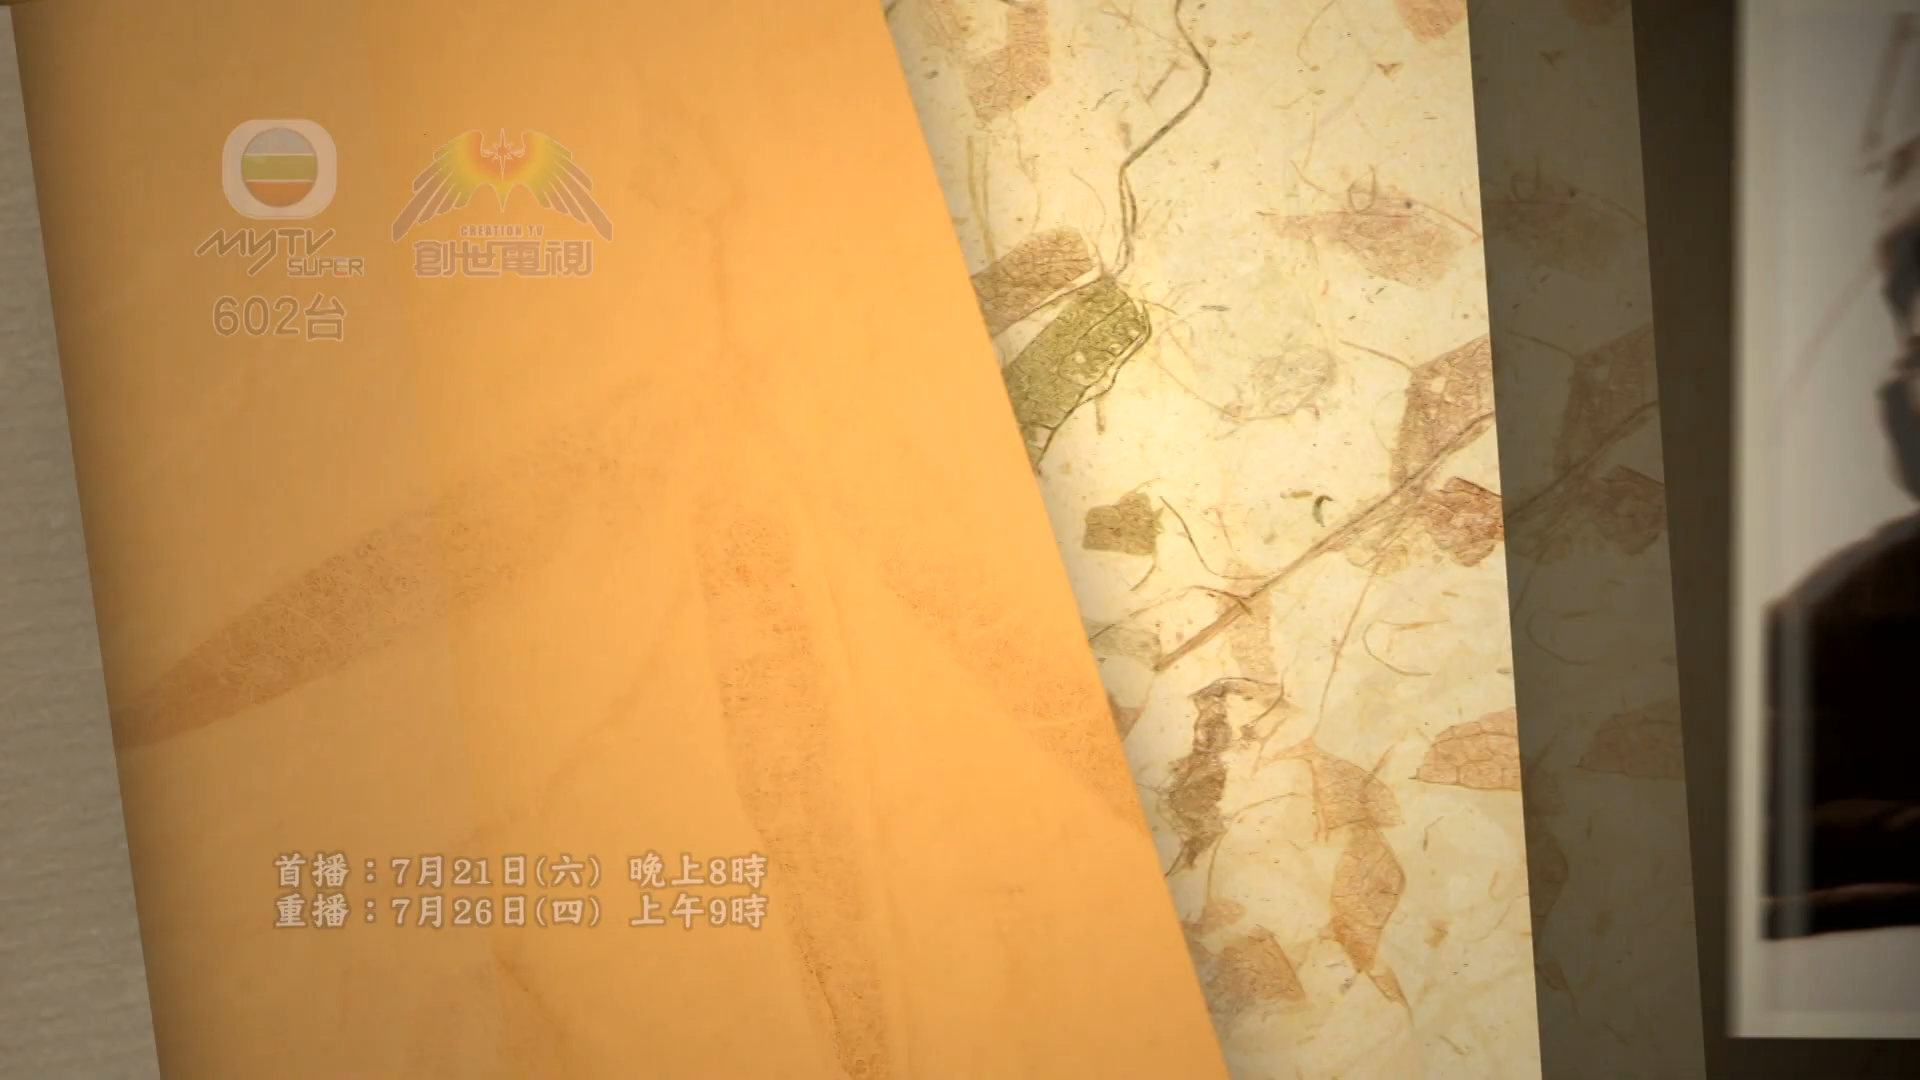 myTV
SUPER
602台
CREATION TV
創世電視
首播：7月21日(六) 晚上8時
重播：7月26日(四) 上午9時